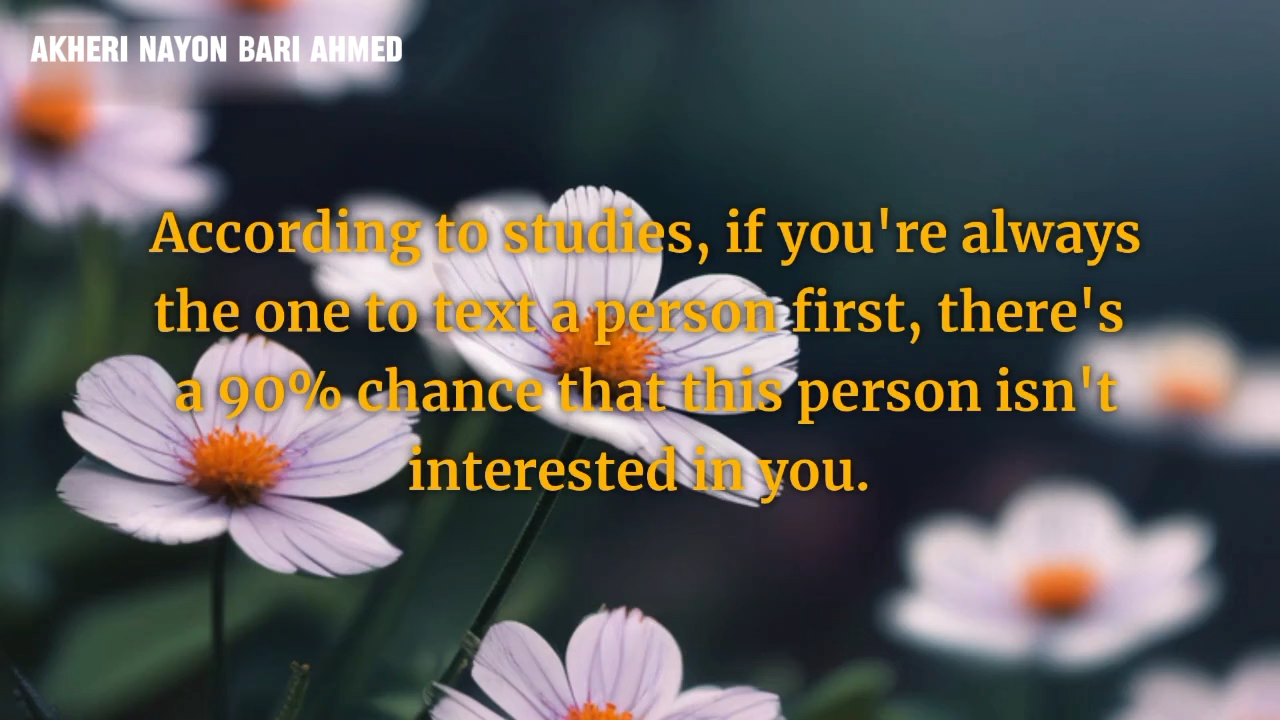 AKHERI NAYON BARI AHMED
According to studies, if you're always
the one to text a person first, there's
a 90% chance that this person isn't
interested in you.